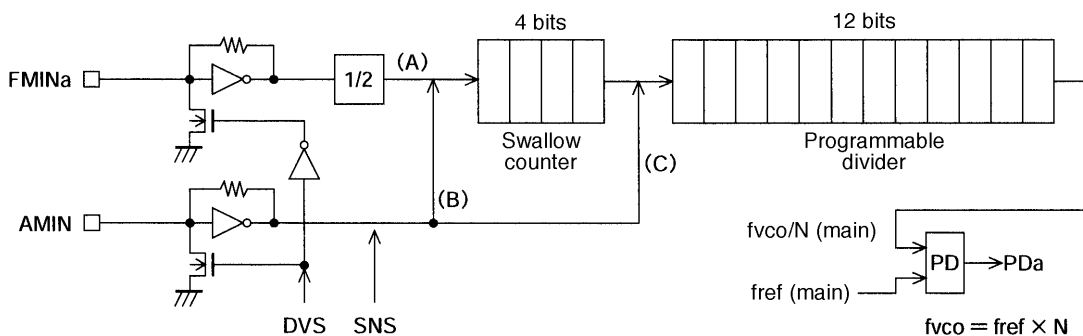 4 bits
12 bits
FMINa
1/2
(A)
Swallow
counter
Programmable
divider
(C)
(B)
AMIN
DVS
SNS
fvco/N (main)
PD
PDa
fref (main)
fvco = fref × N